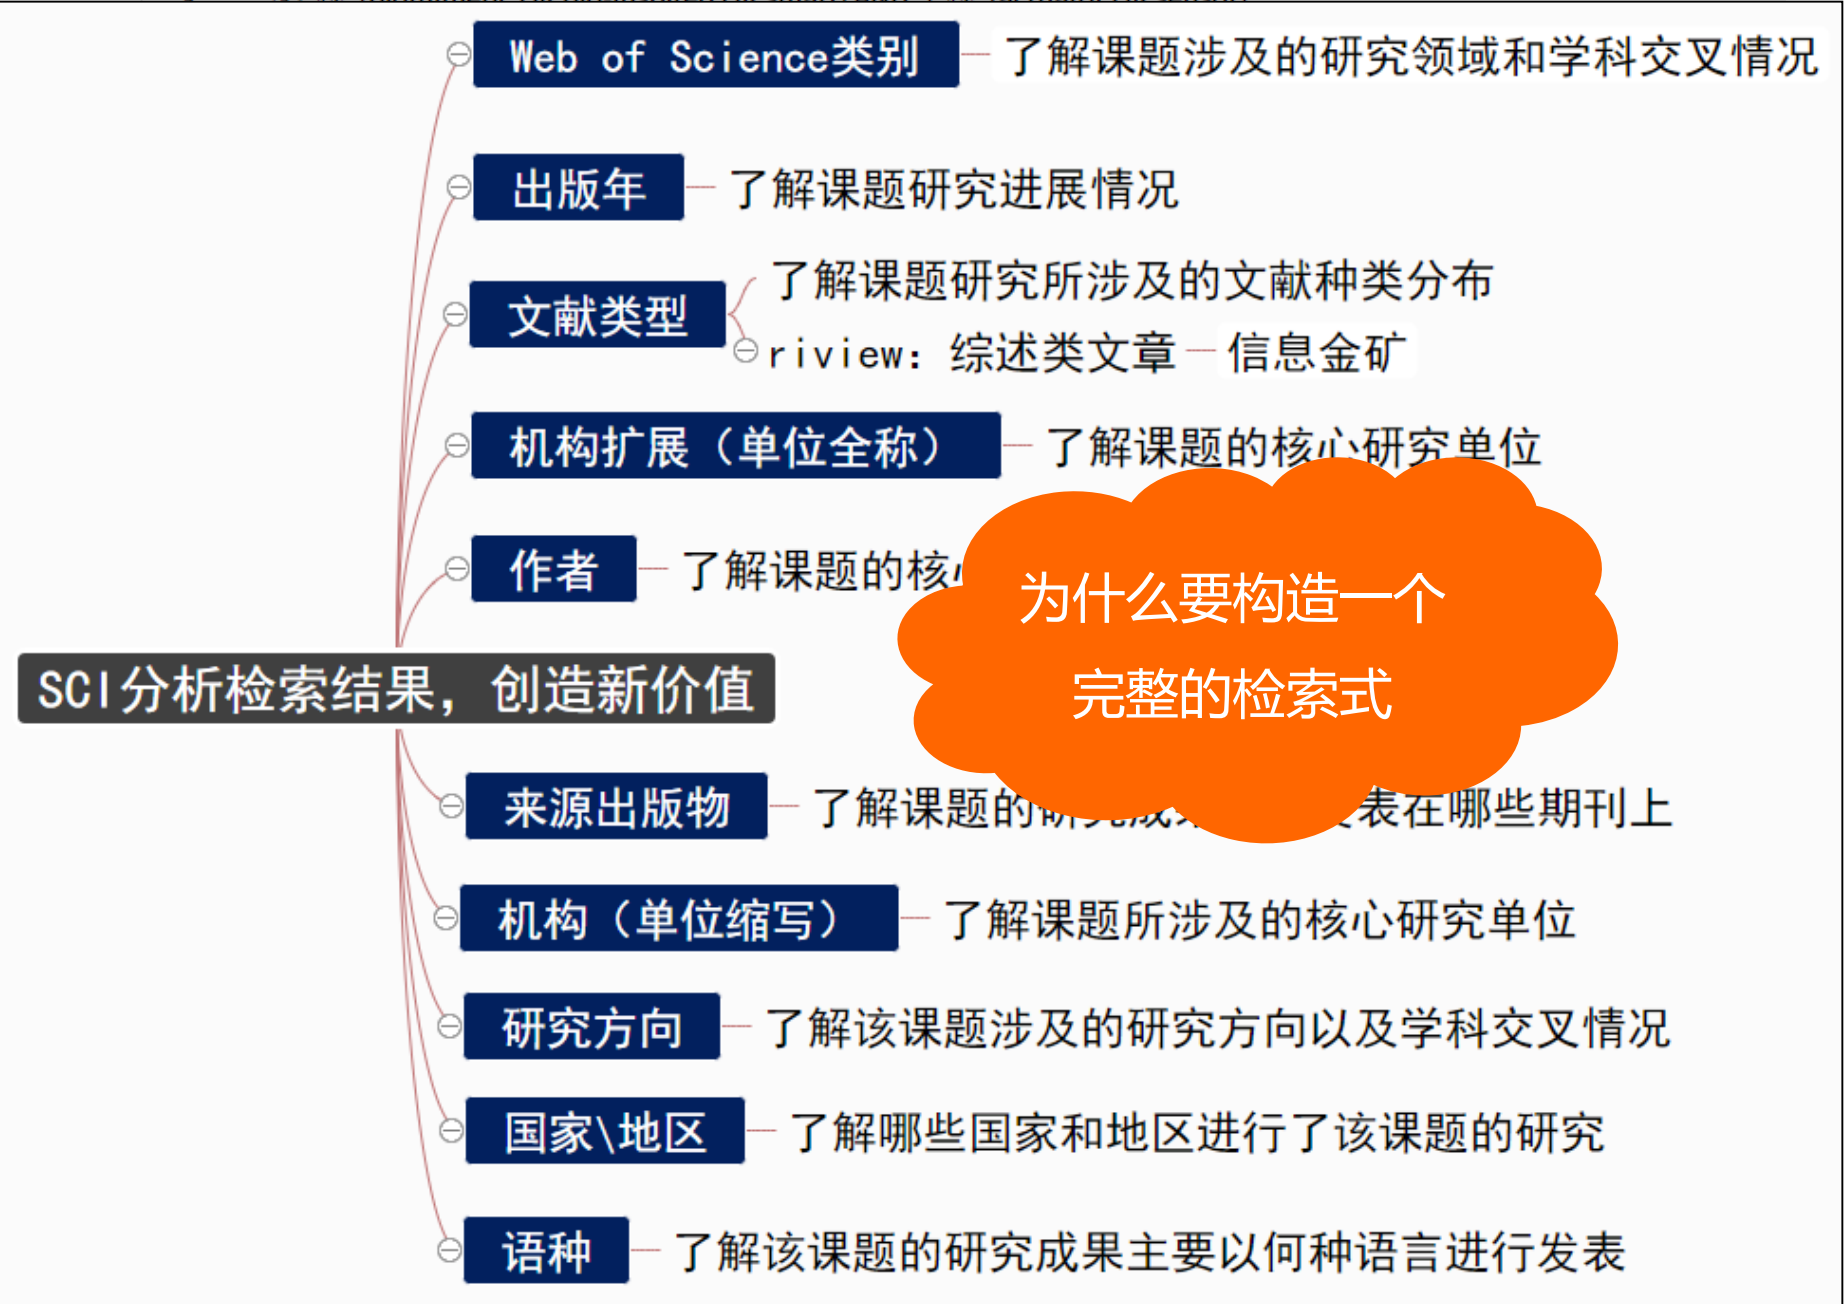 Web of Science类别 了解课题涉及的研究领域和学科交叉情况
出版年 了解课题研究进展情况
文献类型 了解课题研究所涉及的文献种类分布
riview：综述类文章 信息金矿
机构扩展（单位全称） 了解课题的核心研究单位
作者 了解课题的核
为什么要构造一个
完整的检索式
SCI分析检索结果，创造新价值
来源出版物 了解课题的 表在哪些期刊上
机构（单位缩写） 了解课题所涉及的核心研究单位
研究方向 了解该课题涉及的研究方向以及学科交叉情况
国家\地区 了解哪些国家和地区进行了该课题的研究
语种 了解该课题的研究成果主要以何种语言进行发表